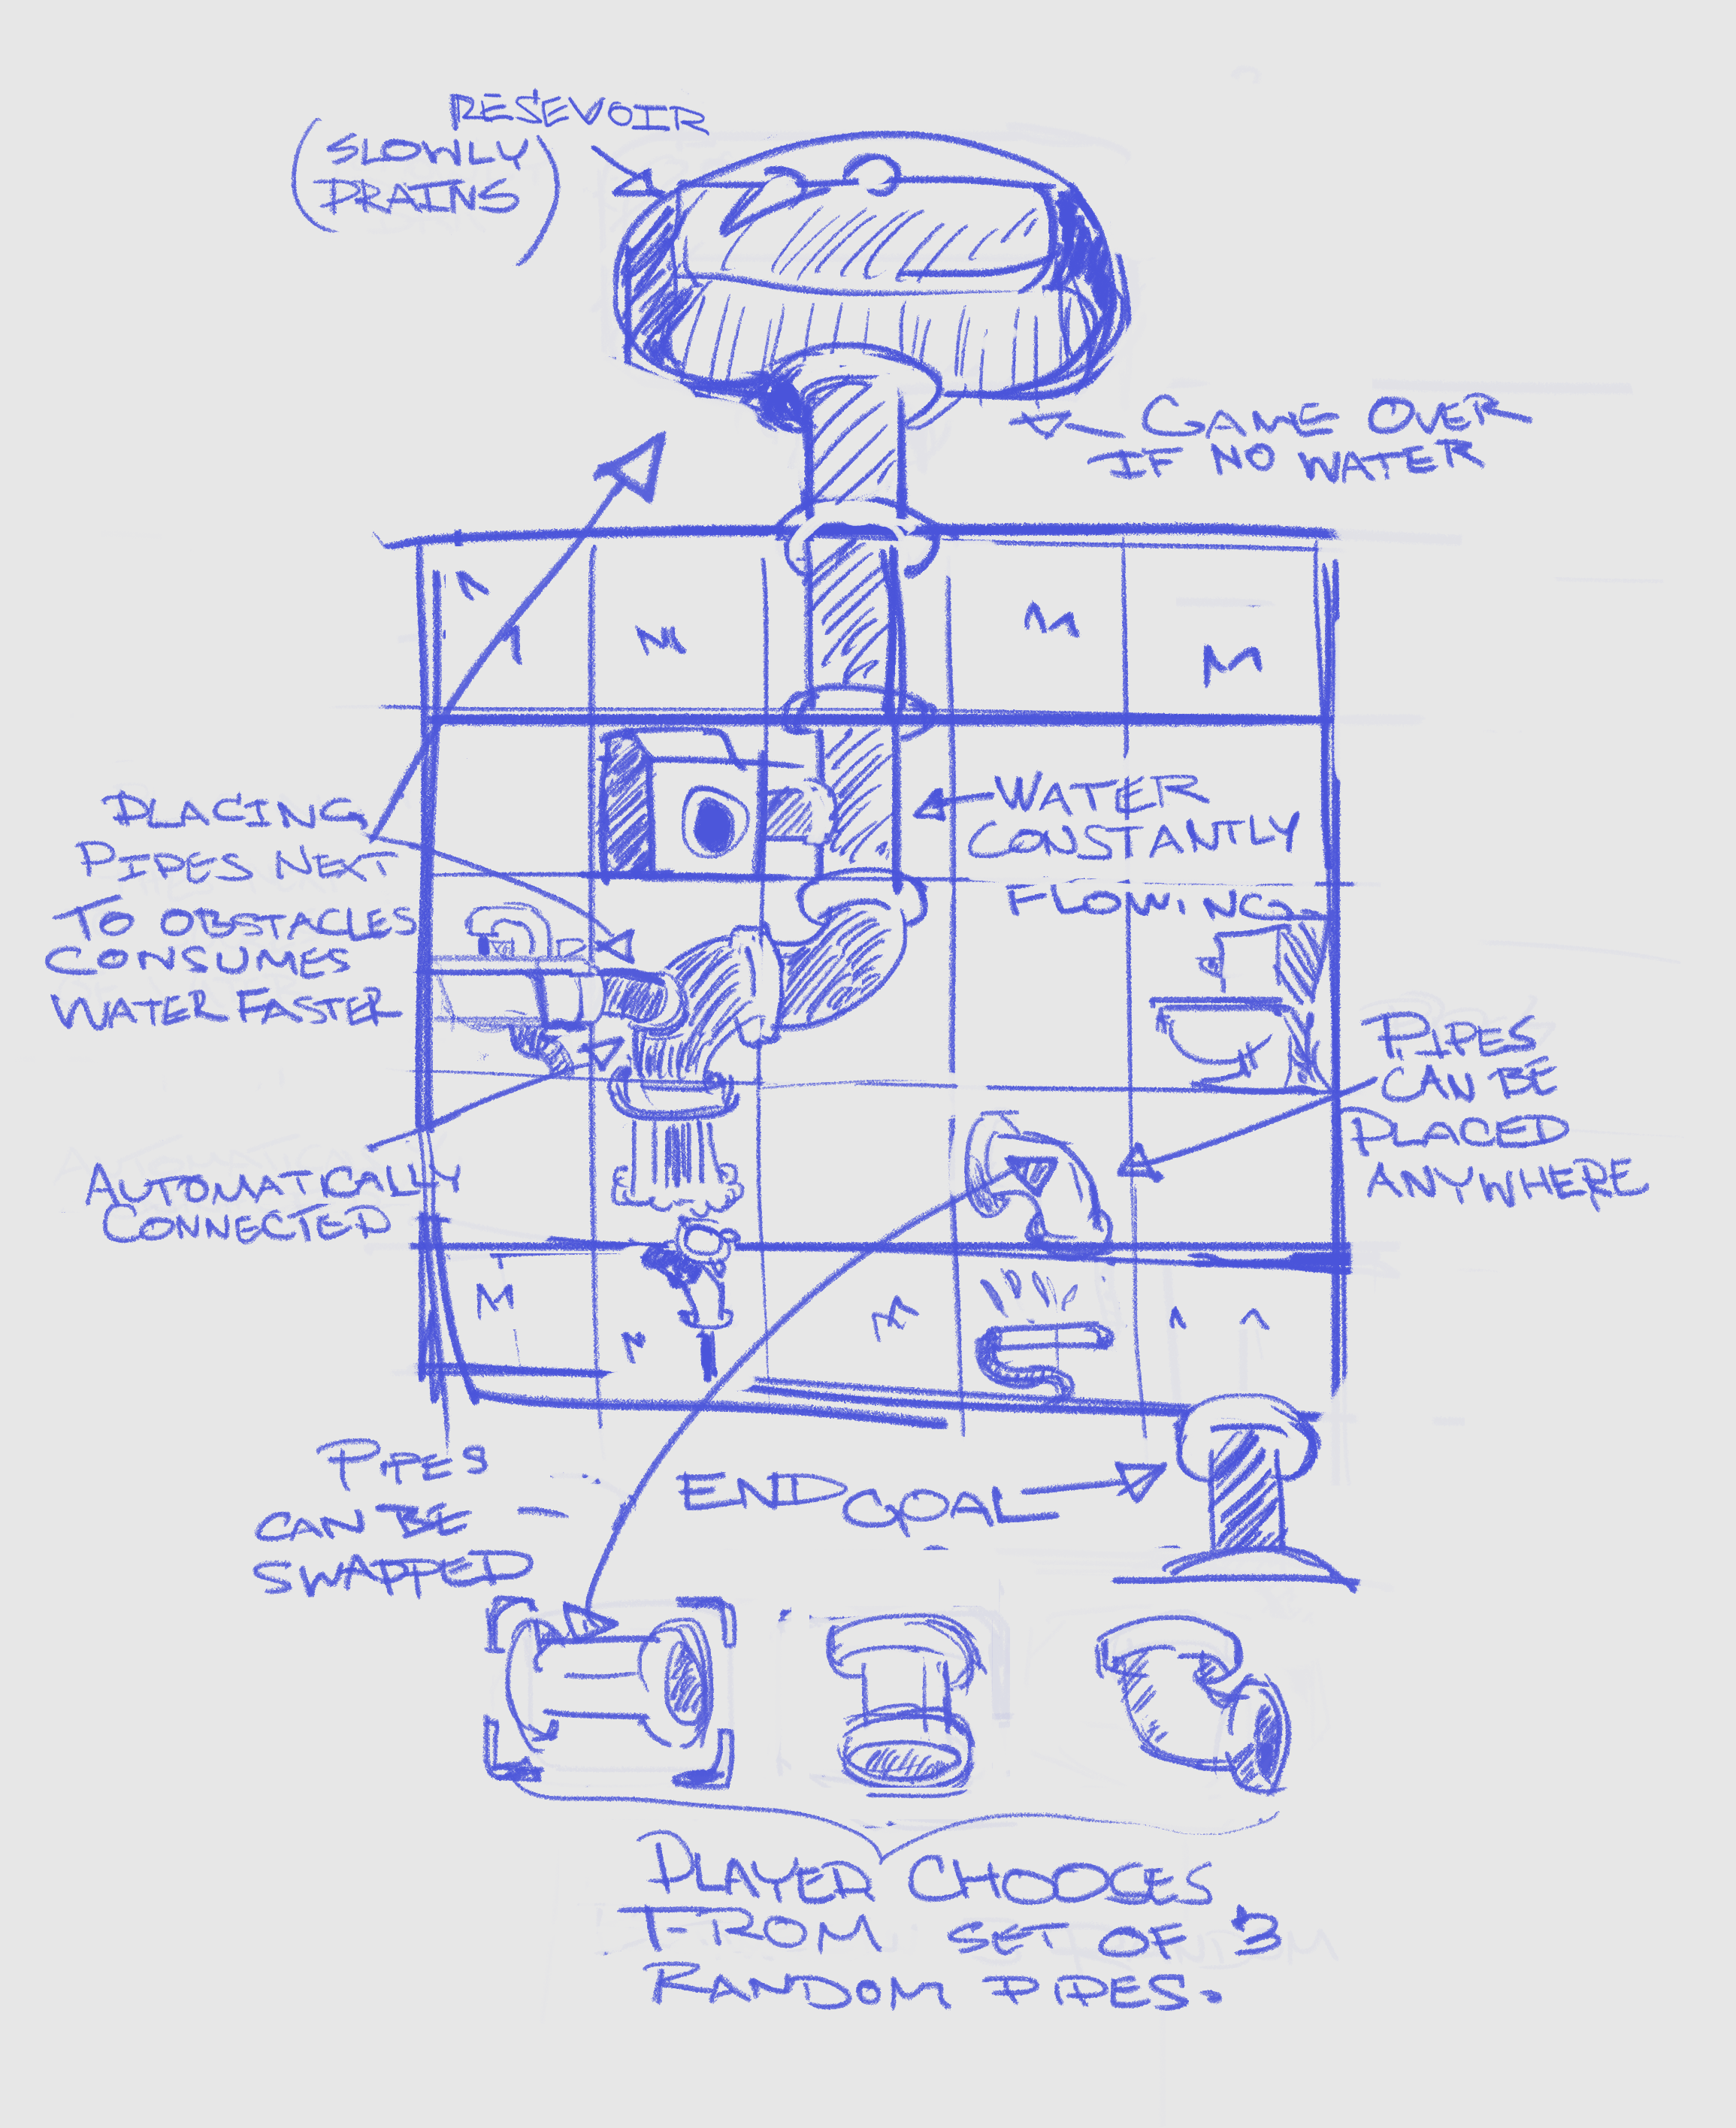 RESEVOIR
(SLOWLY
DRAINS)
GAME OVER
IF NO WATER
PLACING
PIPES NEXT
TO OBSTACLES
CONSUMES
WATER FASTER
WATER
CONSTANTLY
FLOWING
AUTOMATICALLY
CONNECTED
PIPES
CAN BE
PLACED
ANYWHERE
PIPES
CAN BE
SWAPPED
END GOAL
PLAYER CHOOSES
FROM SET OF 3
RANDOM PIPES.